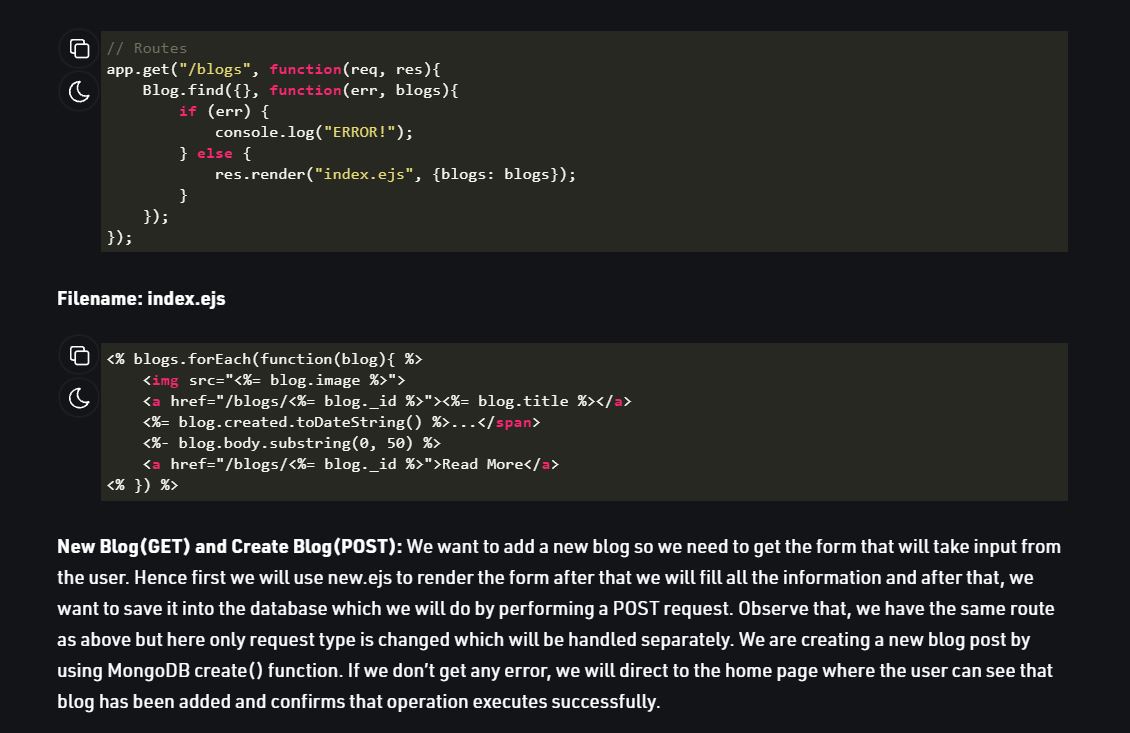 // Routes
app.get("/blogs", function(req, res){
    Blog.find({}, function(err, blogs){
        if (err) {
            console.log("ERROR!");
        } else {
            res.render("index.ejs", {blogs: blogs});
        }
    });
});
Filename: index.ejs
<% blogs.forEach(function(blog){ %>
    <img src="<%= blog.image %>">
    <a href="/blogs/<%= blog._id %>"><%= blog.title %></a>
    <%= blog.created.toDateString() %>...</span>
    <%- blog.body.substring(0, 50) %>
    <a href="/blogs/<%= blog._id %>">Read More</a>
<% }) %>
New Blog(GET) and Create Blog(POST): We want to add a new blog so we need to get the form that will take input from
the user. Hence first we will use new.ejs to render the form after that we will fill all the information and after that, we
want to save it into the database which we will do by performing a POST request. Observe that, we have the same route
as above but here only request type is changed which will be handled separately. We are creating a new blog post by
using MongoDB create() function. If we don’t get any error, we will direct to the home page where the user can see that
blog has been added and confirms that operation executes successfully.